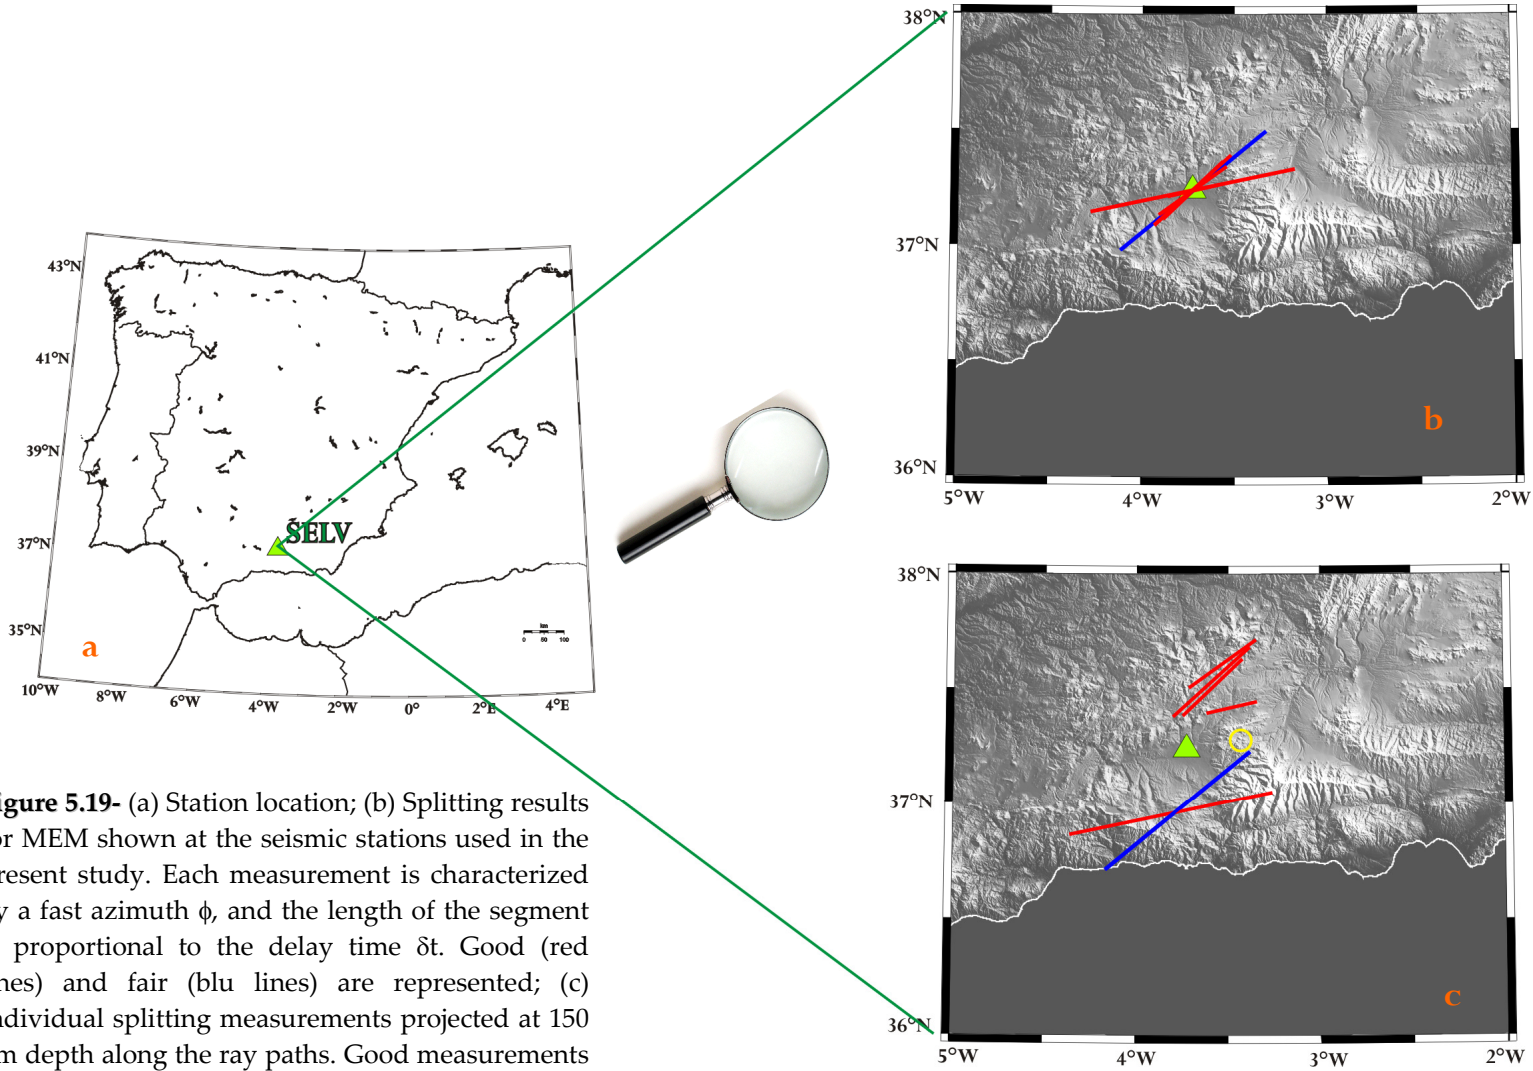 38°N
37°N
36°N
5°W 4°W 3°W 2°W
b
43°N
41°N
39°N
37°N
35°N
10°W 8°W 6°W 4°W 2°W 0° 2°E 4°E
SELV
km
0 50 100
a
38°N
37°N
36°N
5°W 4°W 3°W 2°W
c
igure 5.19- (a) Station location; (b) Splitting results
or MEM shown at the seismic stations used in the
resent study. Each measurement is characterized
y a fast azimuth ϕ, and the length of the segment
proportional to the delay time δt. Good (red
nes) and fair (blu lines) are represented; (c)
ndividual splitting measurements projected at 150
m depth along the ray paths. Good measurements